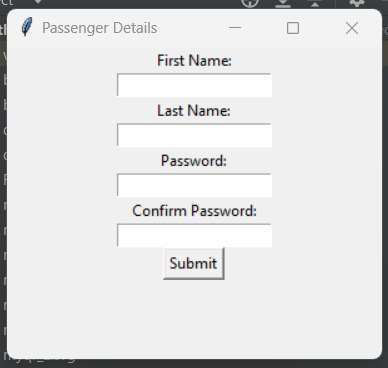 Passenger Details
First Name:
Last Name:
Password:
Confirm Password:
Submit